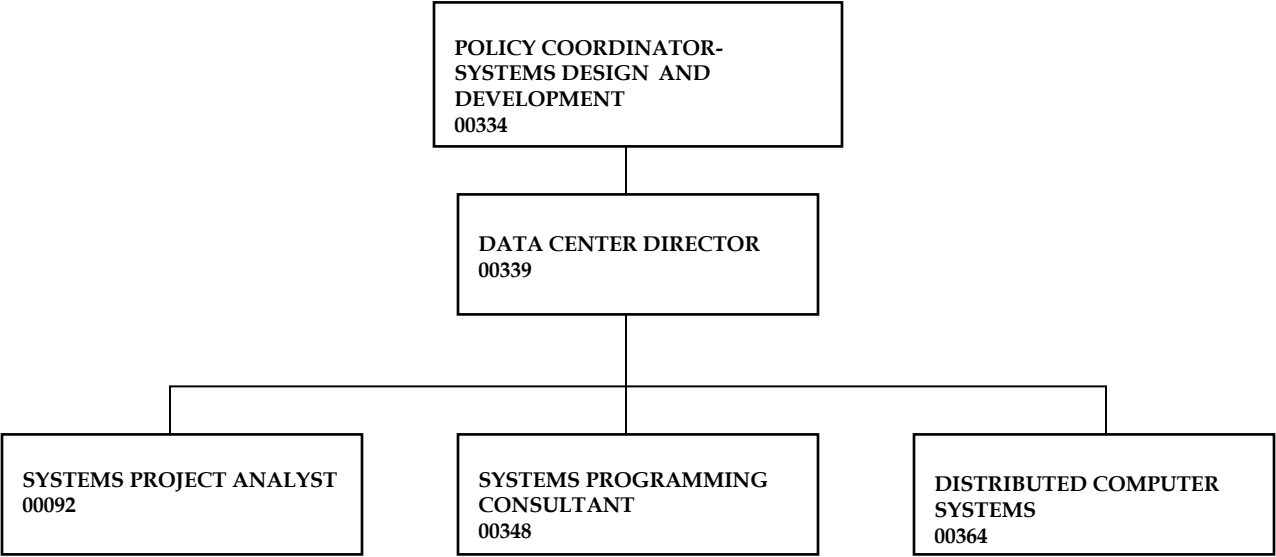 POLICY COORDINATOR-
SYSTEMS DESIGN AND
DEVELOPMENT
00334
DATA CENTER DIRECTOR
00339
SYSTEMS PROJECT ANALYST
00092
SYSTEMS PROGRAMMING
CONSULTANT
00348
DISTRIBUTED COMPUTER
SYSTEMS
00364